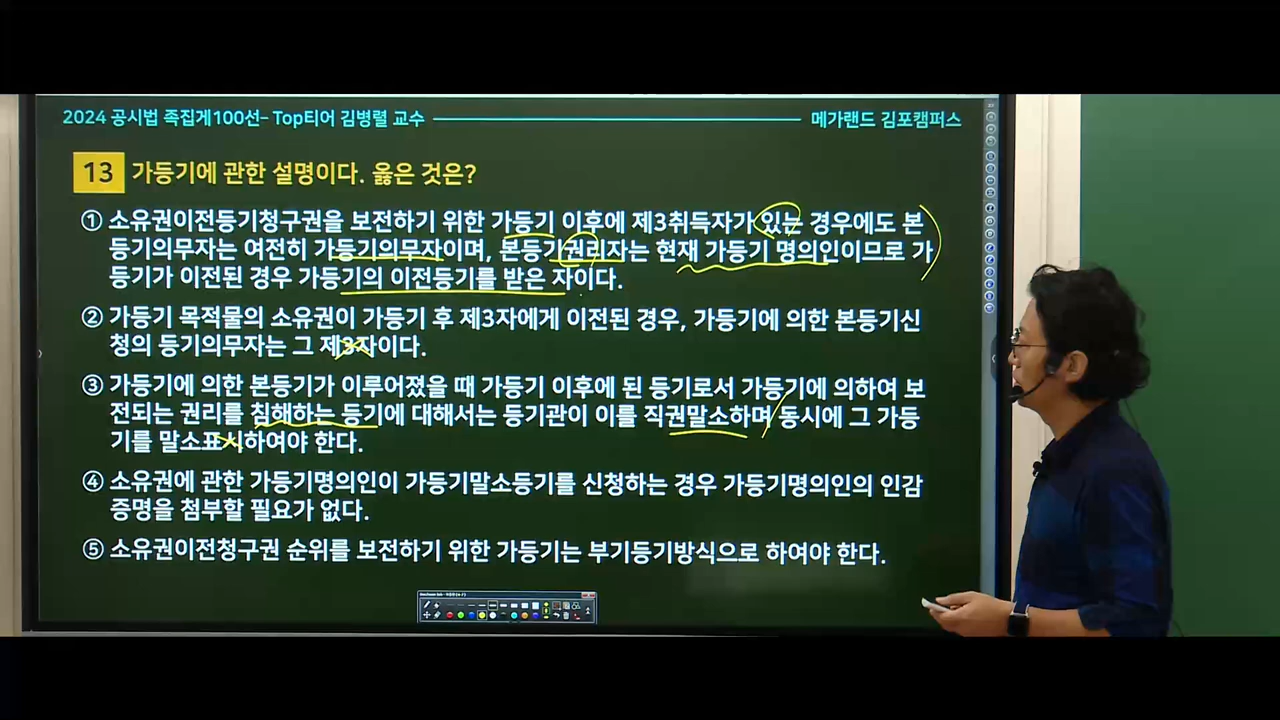 2024 공시법 족집게100선- Top티어 김병렬 교수
메가랜드 김포캠퍼스
13 가등기에 관한 설명이다. 옳은 것은?
① 소유권이전등기청구권을 보전하기 위한 가등기 이후에 제3취득자가 있는 경우에도 본
등기의무자는 여전히 가등기의무자이며, 본등기권리자는 현재 가등기 명의인이므로 가
등기가 이전된 경우 가등기의 이전등기를 받은 자이다.
② 가등기 목적물의 소유권이 가등기 후 제3자에게 이전된 경우, 가등기에 의한 본등기신
청의 등기의무자는 그 제3자이다.
③ 가등기에 의한 본등기가 이루어졌을 때 가등기 이후에 된 등기로서 가등기에 의하여 보
전되는 권리를 침해하는 등기에 대해서는 등기관이 이를 직권말소하며 동시에 그 가등
기를 말소표시하여야 한다.
④ 소유권에 관한 가등기명의인이 가등기말소등기를 신청하는 경우 가등기명의인의 인감
증명을 첨부할 필요가 없다.
⑤ 소유권이전청구권 순위를 보전하기 위한 가등기는 부기등기방식으로 하여야 한다.